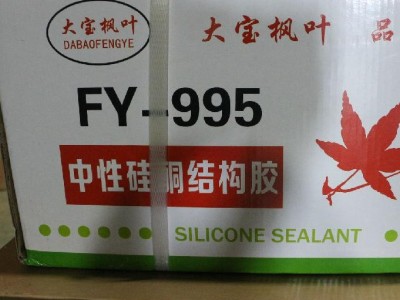 大宝枫叶
DABAOFENGYE
大宝枫叶 品
FY-995
中性硅酮结构胶
SILICONE SEALANT